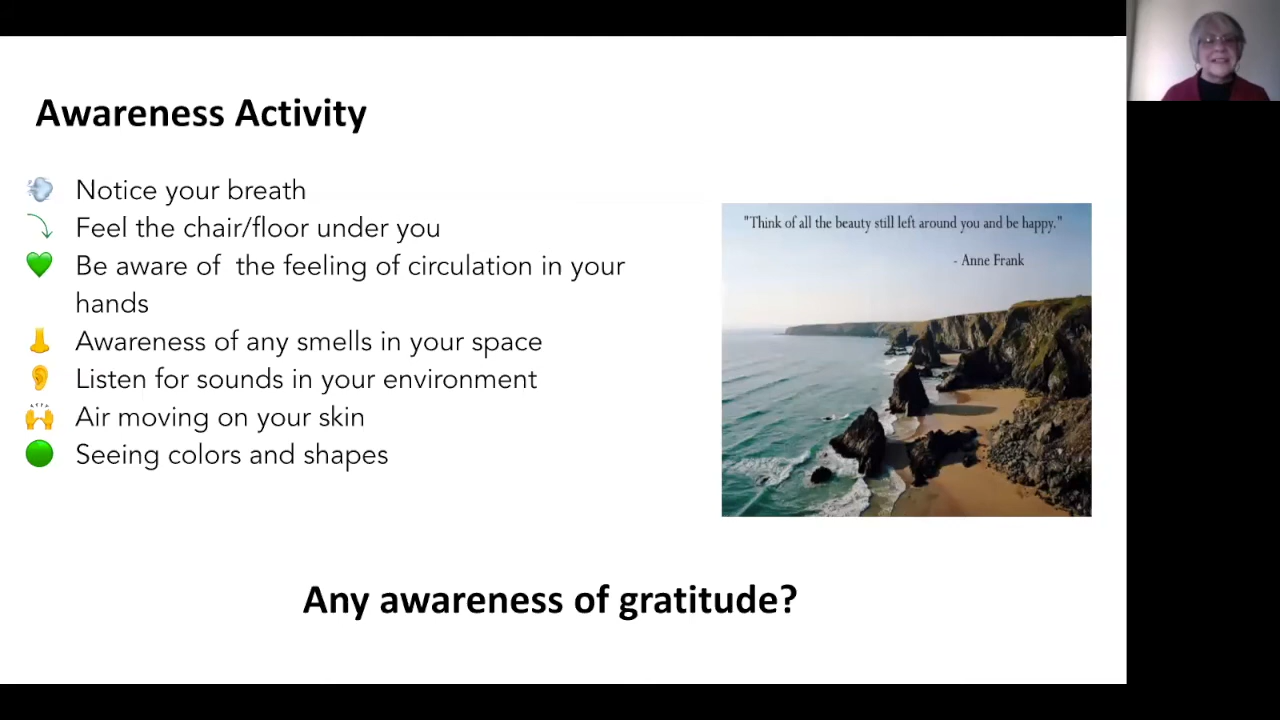 Awareness Activity
Notice your breath
Feel the chair/floor under you
Be aware of  the feeling of circulation in your
hands
Awareness of any smells in your space
Listen for sounds in your environment
Air moving on your skin
Seeing colors and shapes
"Think of all the beauty still left around you and be happy."
- Anne Frank
Any awareness of gratitude?